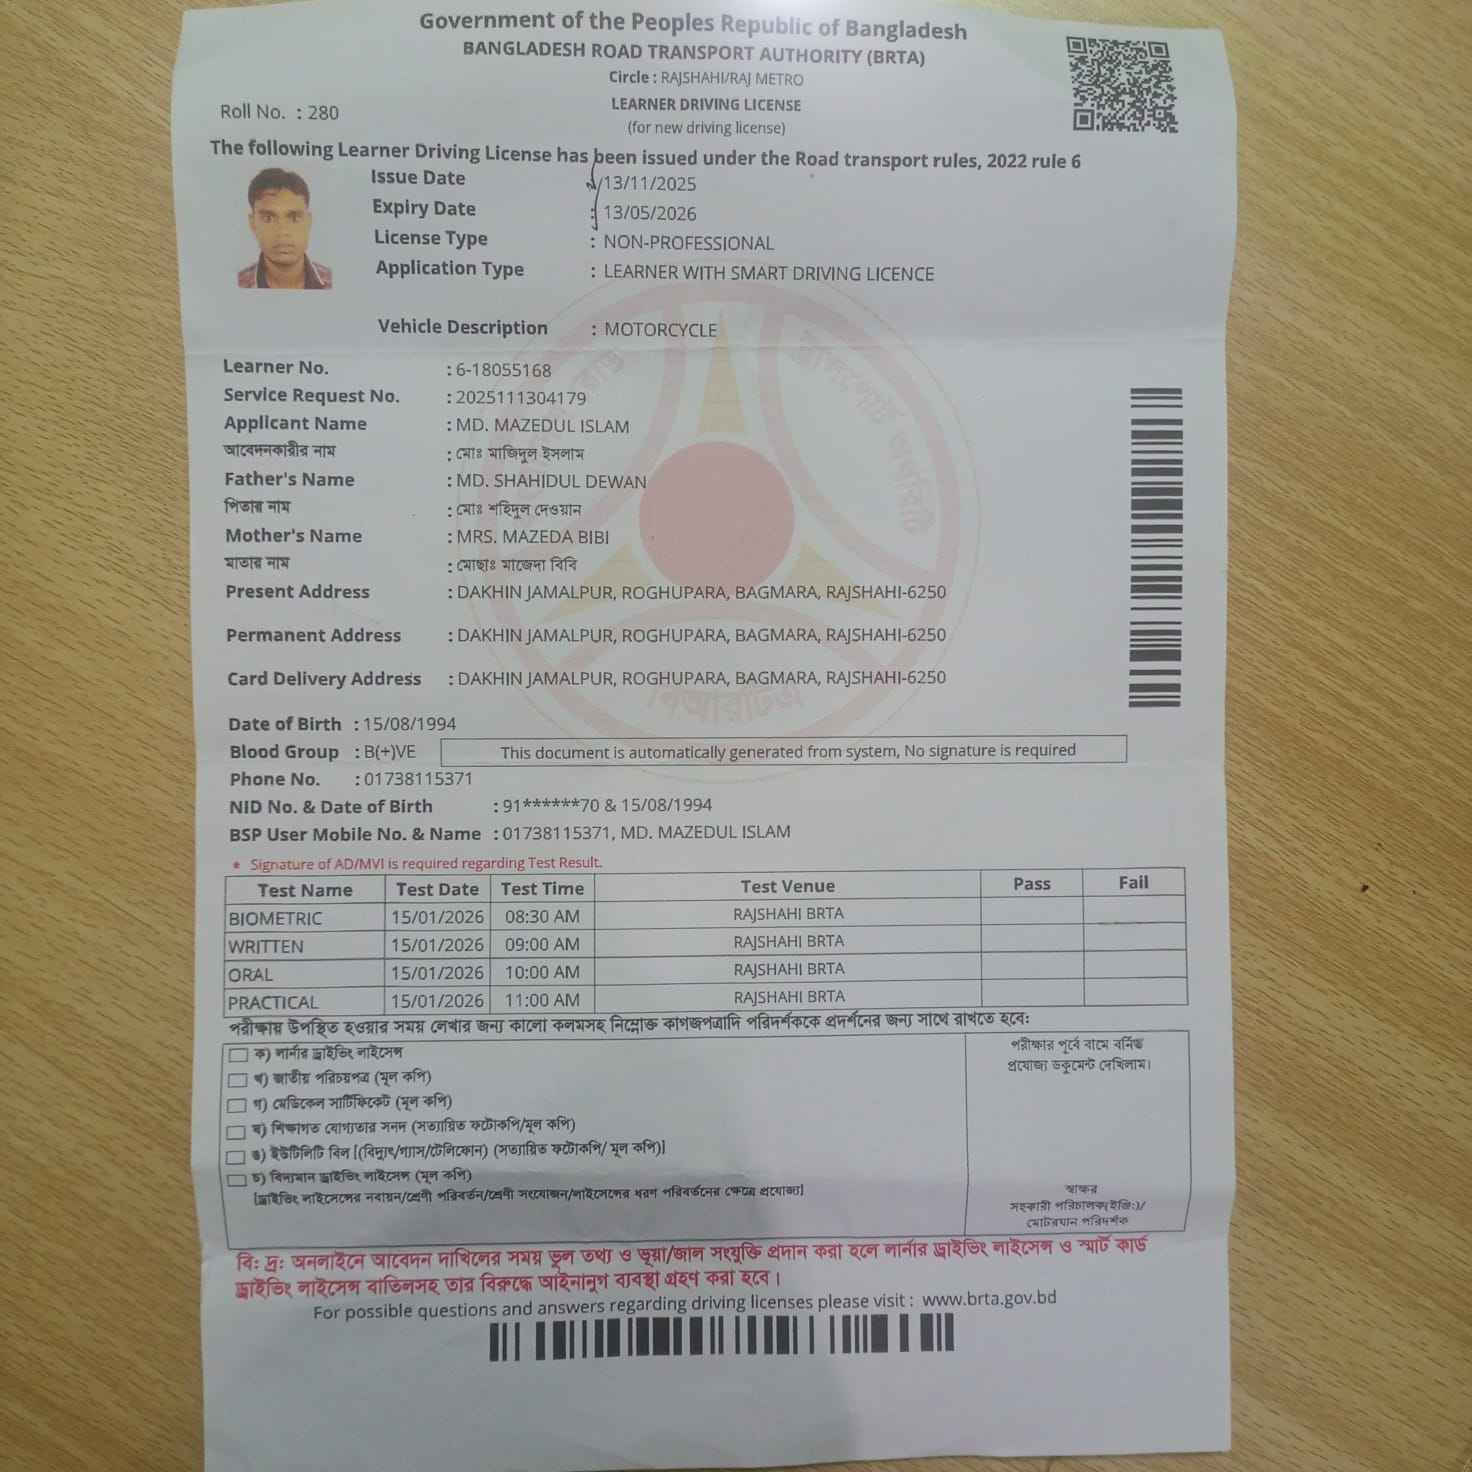 Government of the Peoples Republic of Bangladesh
BANGLADESH ROAD TRANSPORT AUTHORITY (BRTA)
Circle : RAJSHAHI/RAJ METRO
Roll No. : 280
LEARNER DRIVING LICENSE
(for new driving license)
The following Learner Driving License has been issued under the Road transport rules, 2022 rule 6
Issue Date : 13/11/2025
Expiry Date : 13/05/2026
License Type : NON-PROFESSIONAL
Application Type : LEARNER WITH SMART DRIVING LICENCE
Vehicle Description : MOTORCYCLE
Learner No. : 6-18055168
Service Request No. : 2025111304179
Applicant Name : MD. MAZEDUL ISLAM
আবেদনকারীর নাম : মোঃ মাজিদুল ইসলাম
Father's Name : MD. SHAHIDUL DEWAN
পিতার নাম : মোঃ শহিদুল দেওয়ান
Mother's Name : MRS. MAZEDA BIBI
মাতার নাম : মোছাঃ মাজেদা বিবি
Present Address : DAKHIN JAMALPUR, ROGHUPARA, BAGMARA, RAJSHAHI-6250
Permanent Address : DAKHIN JAMALPUR, ROGHUPARA, BAGMARA, RAJSHAHI-6250
Card Delivery Address : DAKHIN JAMALPUR, ROGHUPARA, BAGMARA, RAJSHAHI-6250
Date of Birth : 15/08/1994
Blood Group : B(+)VE This document is automatically generated from system, No signature is required
Phone No. : 01738115371
NID No. & Date of Birth : 91******70 & 15/08/1994
BSP User Mobile No. & Name : 01738115371, MD. MAZEDUL ISLAM
* Signature of AD/MVI is required regarding Test Result.
Test Name Test Date Test Time Test Venue Pass Fail
BIOMETRIC 15/01/2026 08:30 AM RAJSHAHI BRTA
WRITTEN 15/01/2026 09:00 AM RAJSHAHI BRTA
ORAL 15/01/2026 10:00 AM RAJSHAHI BRTA
PRACTICAL 15/01/2026 11:00 AM RAJSHAHI BRTA
পরীক্ষায় উপস্থিত হওয়ার সময় লেখার জন্য কালো কলমসহ নিম্নোক্ত কাগজপত্রাদি পরিদর্শককে প্রদর্শনের জন্য সাথে রাখতে হবেঃ
ক) লার্নার ড্রাইভিং লাইসেন্স
খ) জাতীয় পরিচয়পত্র (মূল কপি)
গ) মেডিকেল সার্টিফিকেট (মূল কপি)
ঘ) শিক্ষাগত যোগ্যতার সনদ (সত্যায়িত ফটোকপি/মূল কপি)
ঙ) ইউটিলিটি বিল [(বিদ্যুৎ/গ্যাস/টেলিফোন) (সত্যায়িত ফটোকপি/ মূল কপি)]
চ) বিদ্যমান ড্রাইভিং লাইসেন্স (মূল কপি)
[ড্রাইভিং লাইসেন্সের নবায়ন/শ্রেণী পরিবর্তন/শ্রেণী সংযোজন/লাইসেন্সের ধরণ পরিবর্তনের ক্ষেত্রে প্রযোজ্য]
পরীক্ষার পূর্বে বামে বর্ণিত
প্রযোজ্য ডকুমেন্ট দেখিলাম।
স্বাক্ষর
সহকারী পরিচালক(ইঞ্জি:)/
মোটরযান পরিদর্শক
বি: দ্র: অনলাইনে আবেদন দাখিলের সময় ভুল তথ্য ও ভূয়া/জাল সংযুক্তি প্রদান করা হলে লার্নার ড্রাইভিং লাইসেন্স ও স্মার্ট কার্ড
ড্রাইভিং লাইসেন্স বাতিলসহ তার বিরুদ্ধে আইনানুগ ব্যবস্থা গ্রহণ করা হবে।
For possible questions and answers regarding driving licenses please visit : www.brta.gov.bd